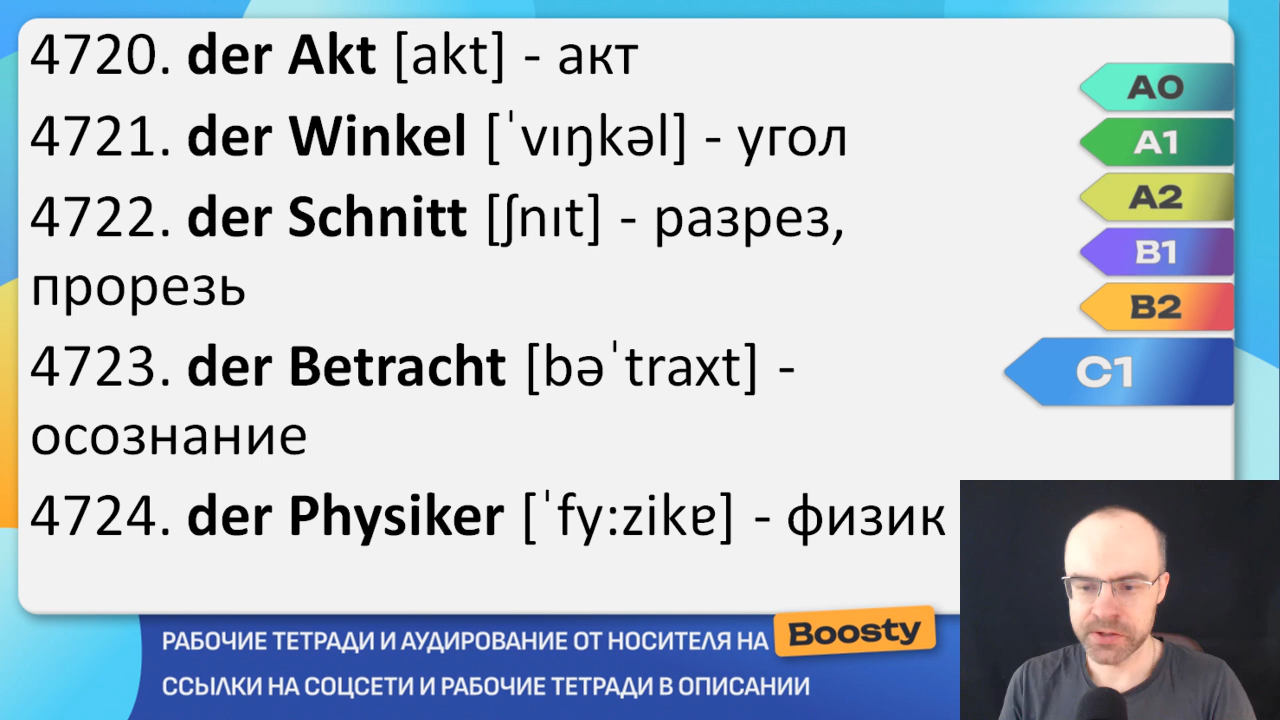 4720. der Akt [akt] - акт
4721. der Winkel [ˈvɪŋkəl] - угол
4722. der Schnitt [ʃnɪt] - разрез,
прорезь
4723. der Betracht [bəˈtraxt] -
осознание
4724. der Physiker [ˈfy:zikɐ] - физик
A0
A1
A2
B1
B2
C1
РАБОЧИЕ ТЕТРАДИ И АУДИРОВАНИЕ ОТ НОСИТЕЛЯ НА Boosty
ССЫЛКИ НА СОЦСЕТИ И РАБОЧИЕ ТЕТРАДИ В ОПИСАНИИ